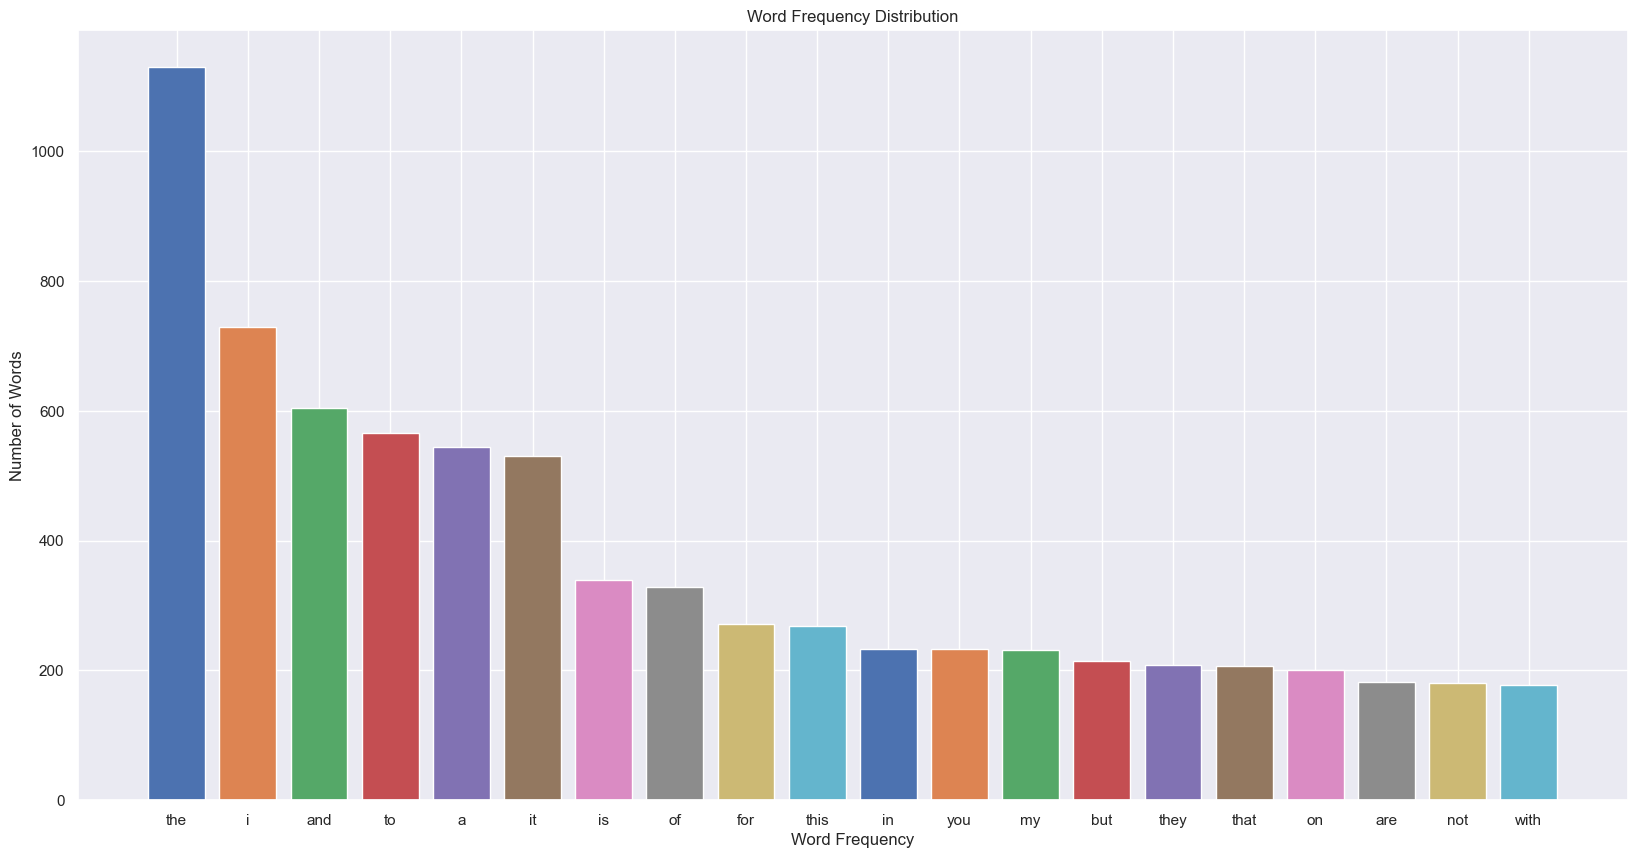 Word Frequency Distribution
Number of Words
1000
800
600
400
200
0
the i and to a it is of for this in you my but they that on are not with
Word Frequency